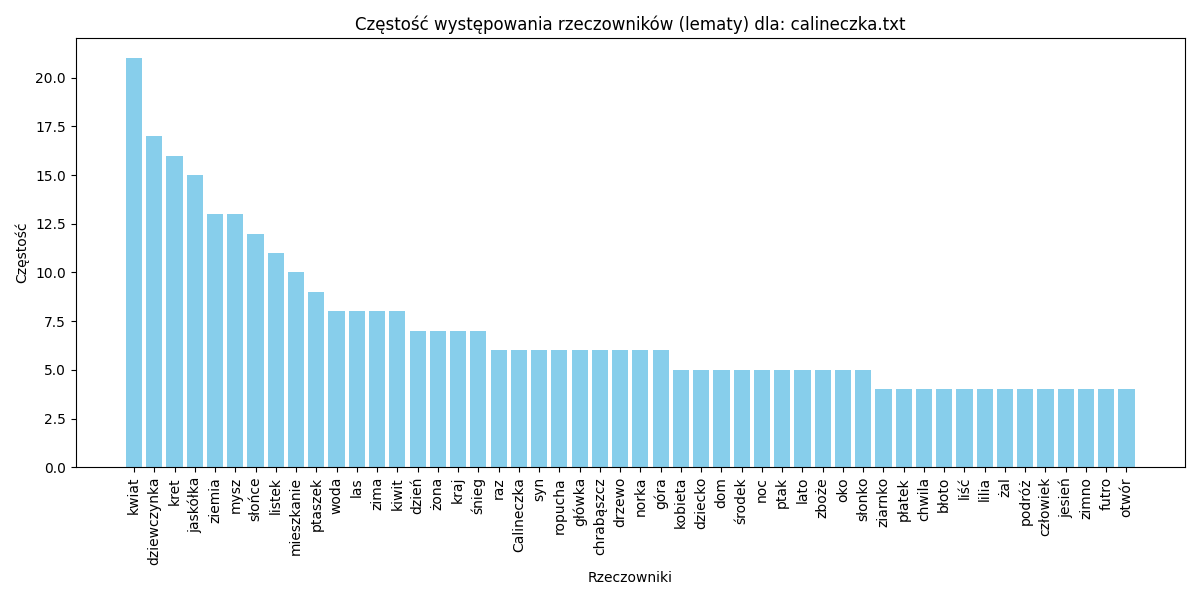 Częstość występowania rzeczowników (lematy) dla: calineczka.txt
Częstość
20.0
17.5
15.0
12.5
10.0
7.5
5.0
2.5
0.0
kwiat
dziewczynka
kret
jaskółka
ziemia
mysz
słońce
listek
mieszkanie
ptaszek
woda
las
zima
kiwit
dzień
żona
kraj
śnieg
raz
Calineczka
syn
ropucha
główka
chrabąszcz
drzewo
norka
góra
kobieta
dziecko
dom
środek
noc
ptak
lato
zboże
oko
słonko
ziarnko
płatek
chwila
błoto
liść
lilia
żal
podróż
człowiek
jesień
zimno
futro
otwór
Rzeczowniki